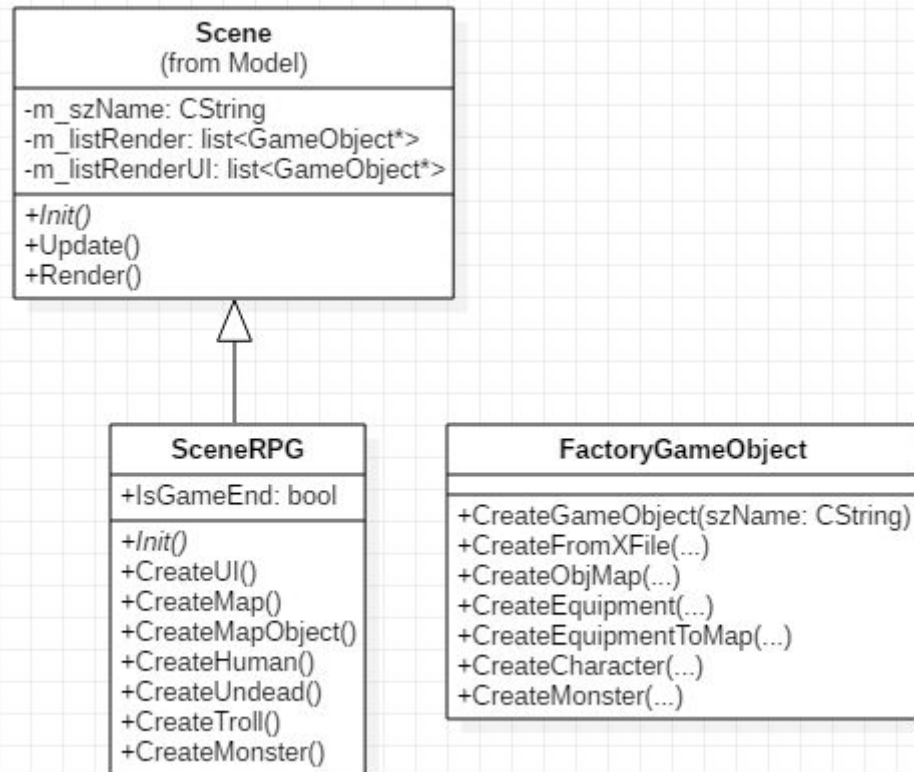 Scene
(from Model)
-m_szName: CString
-m_listRender: list<GameObject*>
-m_listRenderUI: list<GameObject*>
+Init()
+Update()
+Render()
SceneRPG
+IsGameEnd: bool
+Init()
+CreateUI()
+CreateMap()
+CreateMapObject()
+CreateHuman()
+CreateUndead()
+CreateTroll()
+CreateMonster()
FactoryGameObject
+CreateGameObject(szName: CString)
+CreateFromXFile(...)
+CreateObjMap(...)
+CreateEquipment(...)
+CreateEquipmentToMap(...)
+CreateCharacter(...)
+CreateMonster(...)